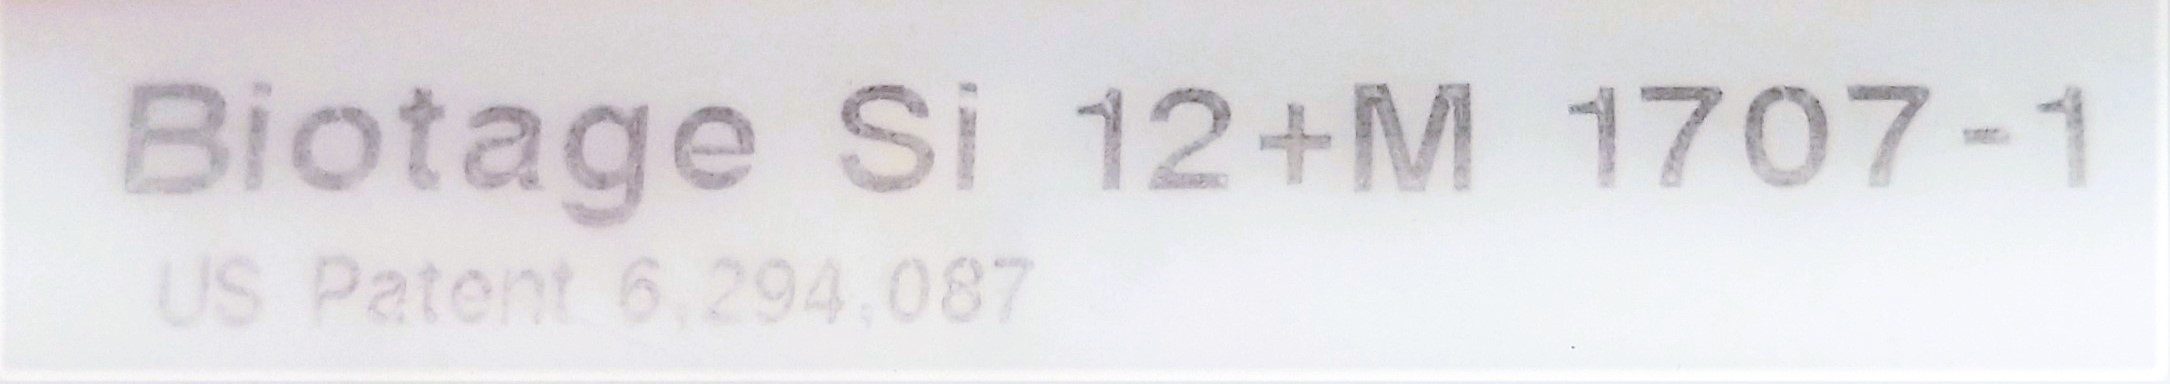 Biotage Si 12+M 1707-1
US Patent 6,294,087